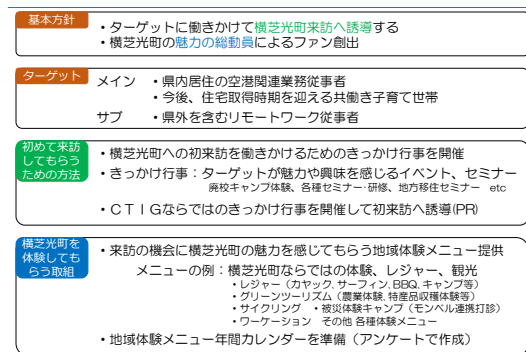 基本方針
・ターゲットに働きかけて横芝光町来訪へ誘導する
・横芝光町の魅力の総動員によるファン創出
ターゲット
メイン ・県内居住の空港関連業務従事者
・今後、住宅取得時期を迎える共働き子育て世帯
サブ ・県外を含むリモートワーク従事者
初めて来訪
してもらう
ための方法
・横芝光町への初来訪を働きかけるためのきっかけ行事を開催
・きっかけ行事：ターゲットが魅力や興味を感じるイベント、セミナー
廃校キャンプ体験、各種セミナー・研修、地方移住セミナー etc
・ＣＴＩＧならではのきっかけ行事を開催して初来訪へ誘導(PR)
横芝光町を
体験しても
らう取組
・来訪の機会に横芝光町の魅力を感じてもらう地域体験メニュー提供
メニューの例：横芝光町ならではの体験、レジャー、観光
・レジャー（カヤック、サーフィン、BBQ、キャンプ等）
・グリーンツーリズム（農業体験、特産品収穫体験等）
・サイクリング ・被災体験キャンプ（モンベル連携打診）
・ワーケーション その他 各種体験メニュー
・地域体験メニュー年間カレンダーを準備（アンケートで作成）